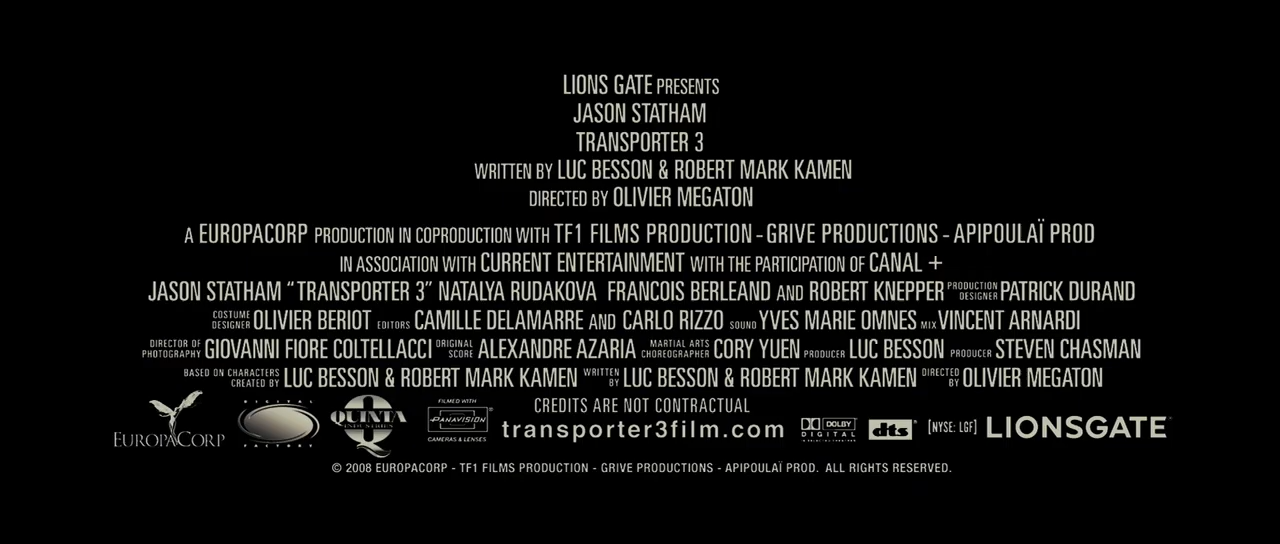 LIONS GATE PRESENTS
JASON STATHAM
TRANSPORTER 3
WRITTEN BY LUC BESSON & ROBERT MARK KAMEN
DIRECTED BY OLIVIER MEGATON
A EUROPACORP PRODUCTION IN COPRODUCTION WITH TF1 FILMS PRODUCTION - GRIVE PRODUCTIONS - APIPOULAÏ PROD
IN ASSOCIATION WITH CURRENT ENTERTAINMENT WITH THE PARTICIPATION OF CANAL +
JASON STATHAM “TRANSPORTER 3” NATALYA RUDAKOVA FRANCOIS BERLEAND AND ROBERT KNEPPER PRODUCTION DESIGNER PATRICK DURAND
COSTUME DESIGNER OLIVIER BERIOT EDITORS CAMILLE DELAMARRE AND CARLO RIZZO SOUND YVES MARIE OMNES MIX VINCENT ARNARDI
DIRECTOR OF PHOTOGRAPHY GIOVANNI FIORE COLTELLACCI ORIGINAL SCORE ALEXANDRE AZARIA MARTIAL ARTS CHOREOGRAPHER CORY YUEN PRODUCER LUC BESSON PRODUCER STEVEN CHASMAN
BASED ON CHARACTERS CREATED BY LUC BESSON & ROBERT MARK KAMEN WRITTEN BY LUC BESSON & ROBERT MARK KAMEN DIRECTED BY OLIVIER MEGATON
CREDITS ARE NOT CONTRACTUAL
EUROPACORP DIGITAL FACTORY QUINTA INDUSTRIES FILMED WITH PANAVISION® CAMERAS & LENSES transporter3film.com DOLBY DIGITAL dts [NYSE: LGF] LIONSGATE
© 2008 EUROPACORP - TF1 FILMS PRODUCTION - GRIVE PRODUCTIONS - APIPOULAÏ PROD. ALL RIGHTS RESERVED.